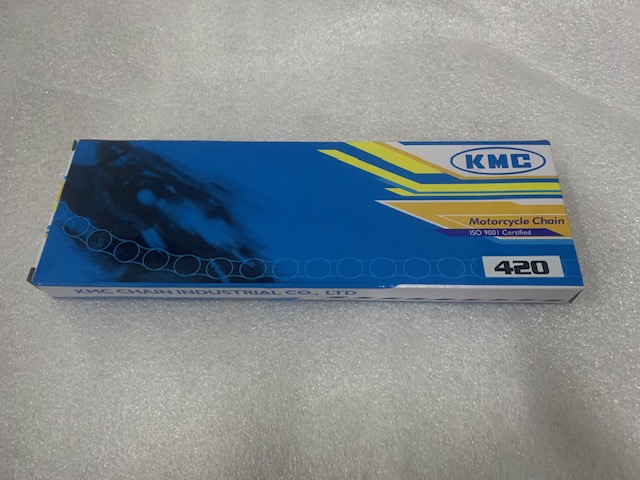 KMC
Motorcycle Chain
ISO 9001 Certified
420
KMC CHAIN INDUSTRIAL CO., LTD